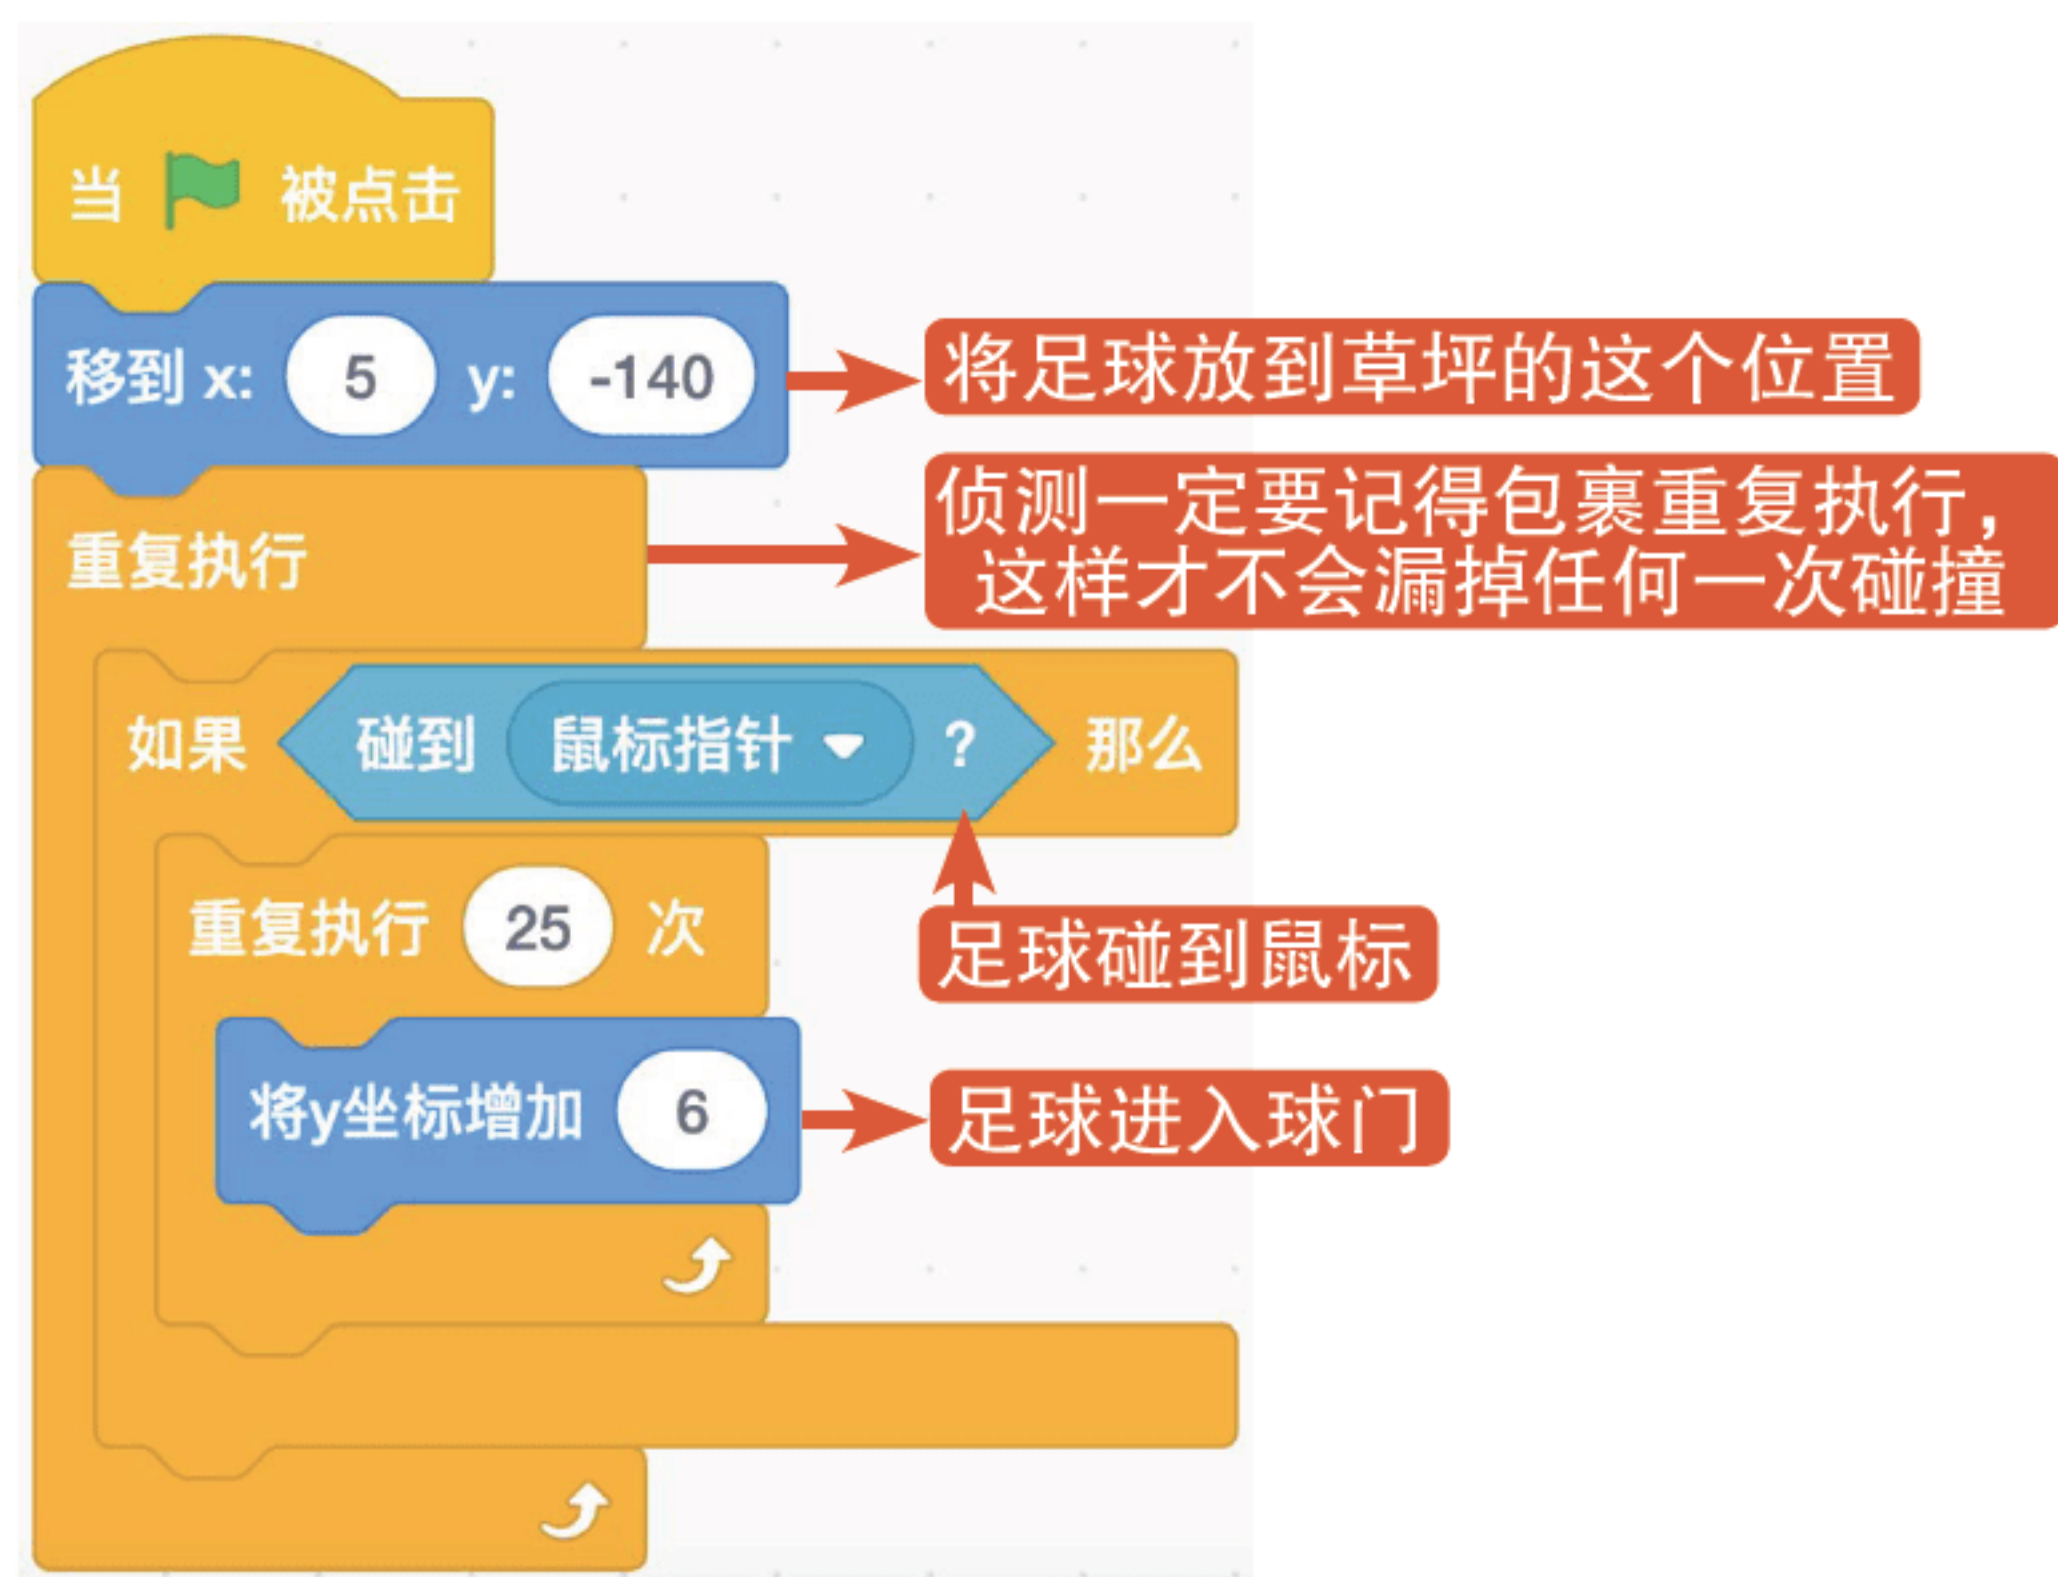 当 被点击
移到 x: 5 y: -140
将足球放到草坪的这个位置
重复执行
侦测一定要记得包裹重复执行，
这样才不会漏掉任何一次碰撞
如果 碰到 鼠标指针 ? 那么
重复执行 25 次
足球碰到鼠标
将y坐标增加 6
足球进入球门